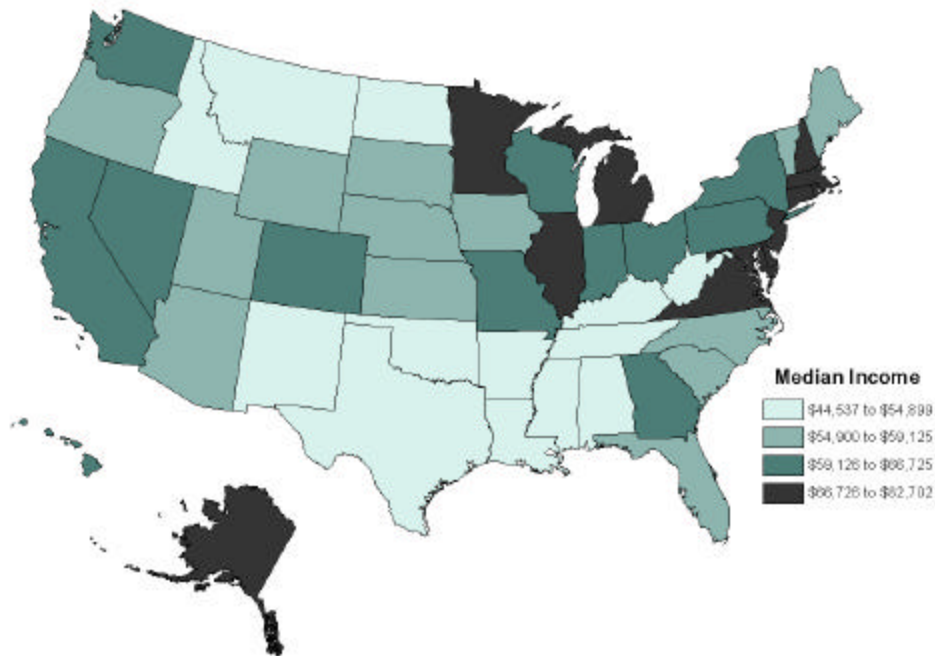 Median Income
$44,537 to $54,899
$54,900 to $59,125
$59,126 to $66,725
$66,726 to $82,702